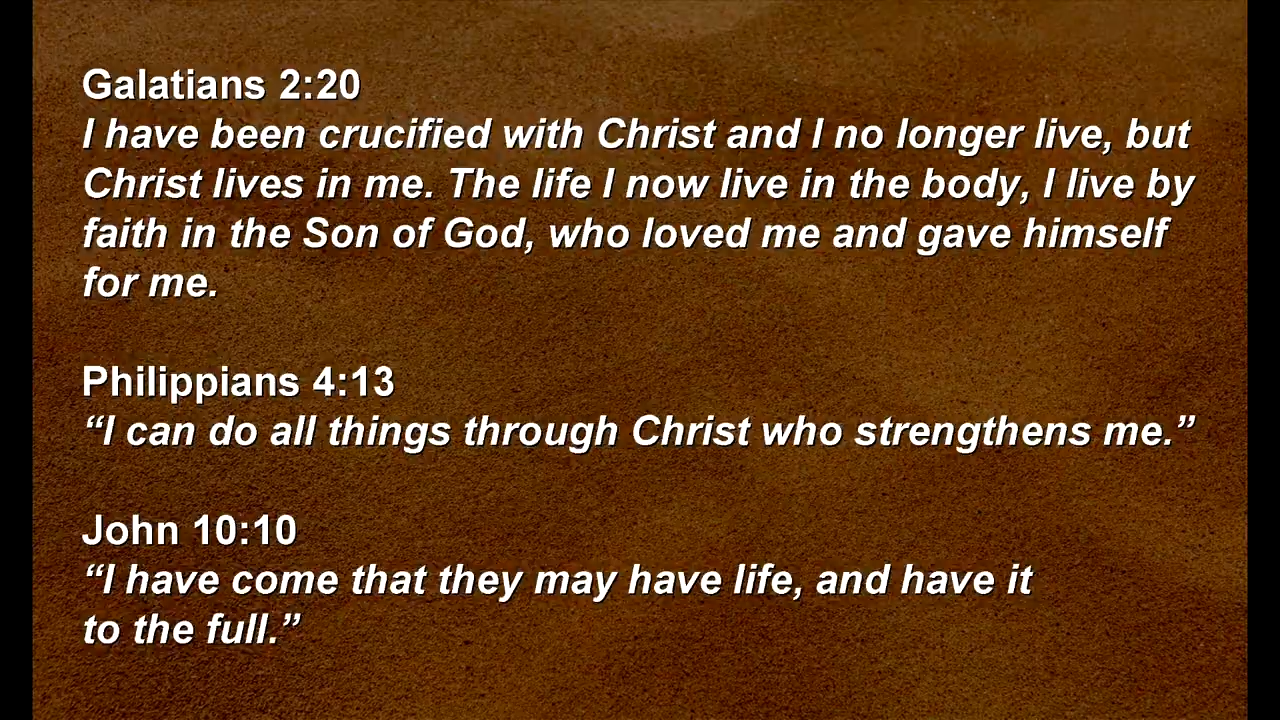 Galatians 2:20
I have been crucified with Christ and I no longer live, but
Christ lives in me. The life I now live in the body, I live by
faith in the Son of God, who loved me and gave himself
for me.
Philippians 4:13
“I can do all things through Christ who strengthens me.”
John 10:10
“I have come that they may have life, and have it
to the full.”